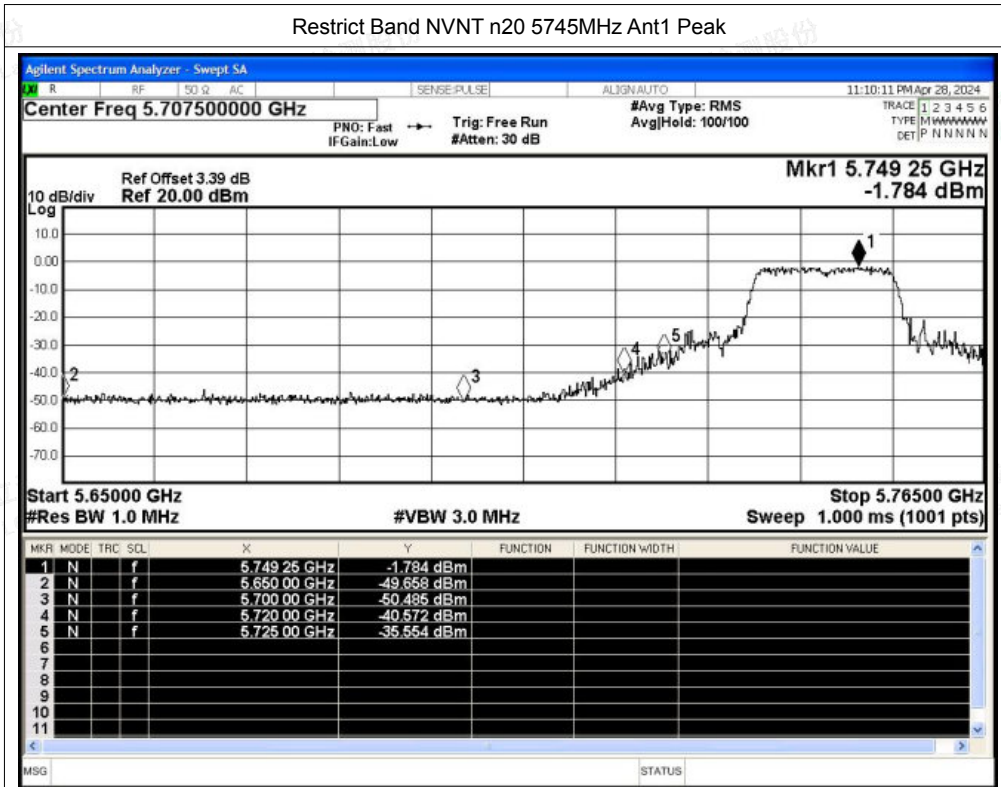 Restrict Band NVNT n20 5745MHz Ant1 Peak
Agilent Spectrum Analyzer - Swept SA
LXI R RF 50 Ω AC SENSE:PULSE ALIGNAUTO 11:10:11 PM Apr 28, 2024
Center Freq 5.707500000 GHz
PNO: Fast
IFGain:Low
Trig: Free Run
#Atten: 30 dB
#Avg Type: RMS
Avg|Hold: 100/100
TRACE 1 2 3 4 5 6
TYPE M
DET P N N N N N
Mkr1 5.749 25 GHz
-1.784 dBm
Ref Offset 3.39 dB
10 dB/div Ref 20.00 dBm
Log
10.0
0.00
-10.0
-20.0
-30.0
-40.0
-50.0
-60.0
-70.0
1
2
3
4
5
Start 5.65000 GHz Stop 5.76500 GHz
#Res BW 1.0 MHz #VBW 3.0 MHz Sweep 1.000 ms (1001 pts)
MKR MODE TRC SCL X Y FUNCTION FUNCTION WIDTH FUNCTION VALUE
1 N f 5.749 25 GHz -1.784 dBm
2 N f 5.650 00 GHz -49.658 dBm
3 N f 5.700 00 GHz -50.485 dBm
4 N f 5.720 00 GHz -40.572 dBm
5 N f 5.725 00 GHz -35.554 dBm
6
7
8
9
10
11
MSG STATUS